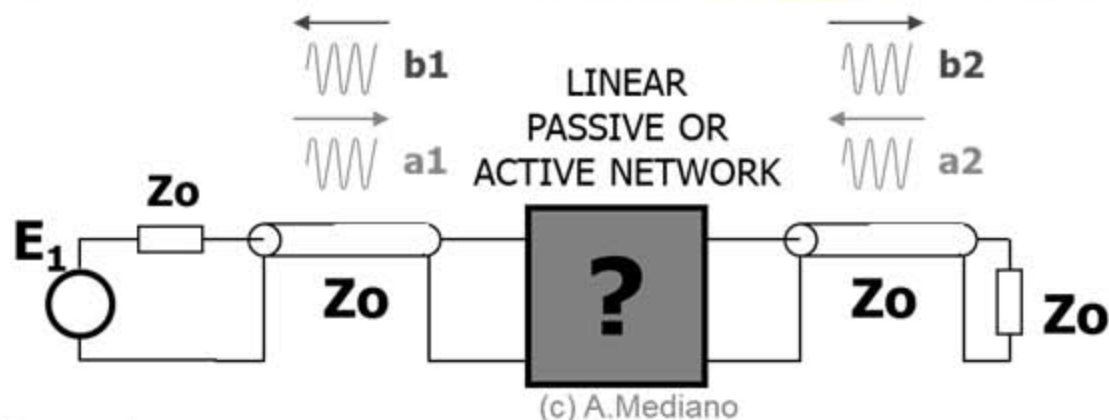 b1
b2
LINEAR
PASSIVE OR
ACTIVE NETWORK
a1
a2
Zo
E1
?
Zo
Zo
Zo
(c) A.Mediano